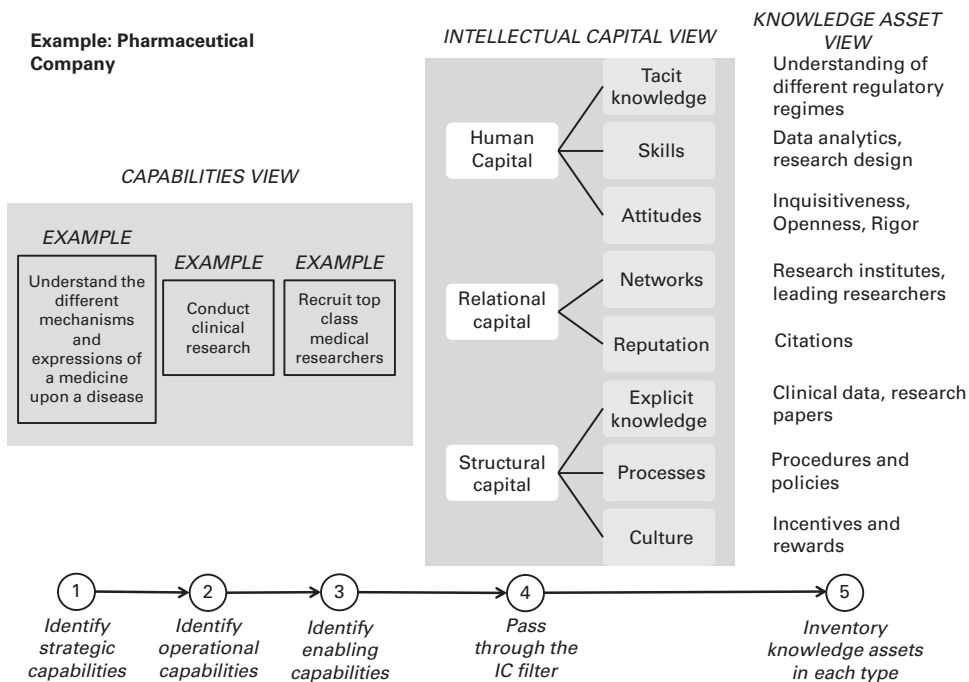 Example: Pharmaceutical
Company
CAPABILITIES VIEW
EXAMPLE
Understand the
different
mechanisms
and
expressions of
a medicine
upon a disease
EXAMPLE
Conduct
clinical
research
EXAMPLE
Recruit top
class
medical
researchers
INTELLECTUAL CAPITAL VIEW
Human
Capital
Tacit
knowledge
Skills
Attitudes
Relational
capital
Networks
Reputation
Structural
capital
Explicit
knowledge
Processes
Culture
KNOWLEDGE ASSET
VIEW
Understanding of
different regulatory
regimes
Data analytics,
research design
Inquisitiveness,
Openness, Rigor
Research institutes,
leading researchers
Citations
Clinical data, research
papers
Procedures and
policies
Incentives and
rewards
1
Identify
strategic
capabilities
2
Identify
operational
capabilities
3
Identify
enabling
capabilities
4
Pass
through the
IC filter
5
Inventory
knowledge assets
in each type